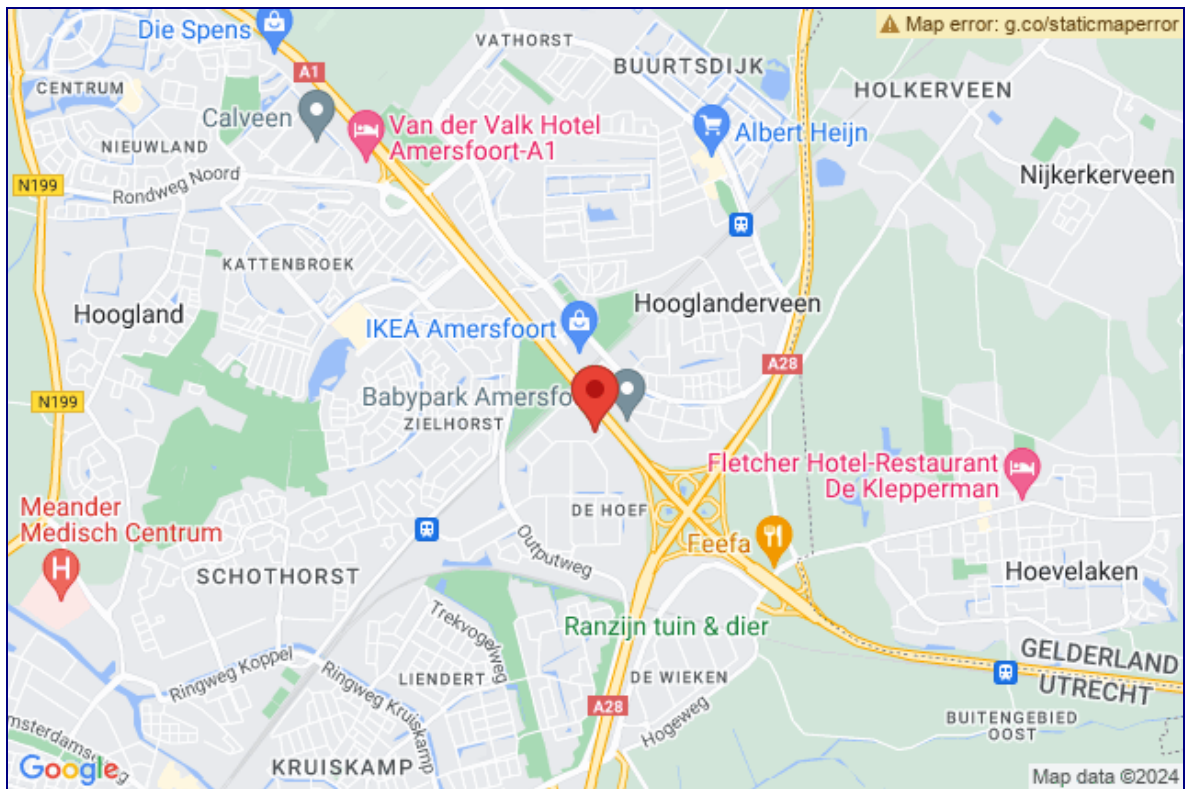 Map error: g.co/staticmaperror
Die Spens
VATHORST
BUURTSDIJK
A1
CENTRUM
HOLKERVEEN
Calveen
Van der Valk Hotel
Amersfoort-A1
Albert Heijn
NIEUWLAND
Nijkerkerveen
N199
Rondweg Noord
KATTENBROEK
Hooglanderveen
Hoogland
IKEA Amersfoort
A28
N199
Babypark Amersfo
ZIELHORST
Fletcher Hotel-Restaurant
De Klepperman
Meander
Medisch Centrum
DE HOEF
Feefa
Outputweg
H
SCHOTHORST
Hoevelaken
Trekvogelweg
Ranzijn tuin & dier
GELDERLAND
UTRECHT
Ringweg Koppel
Ringweg Kruiskamp
LIENDERT
DE WIEKEN
A28
Hogeweg
BUITENGEBIED
OOST
msterdamse
KRUISKAMP
Google
Map data ©2024